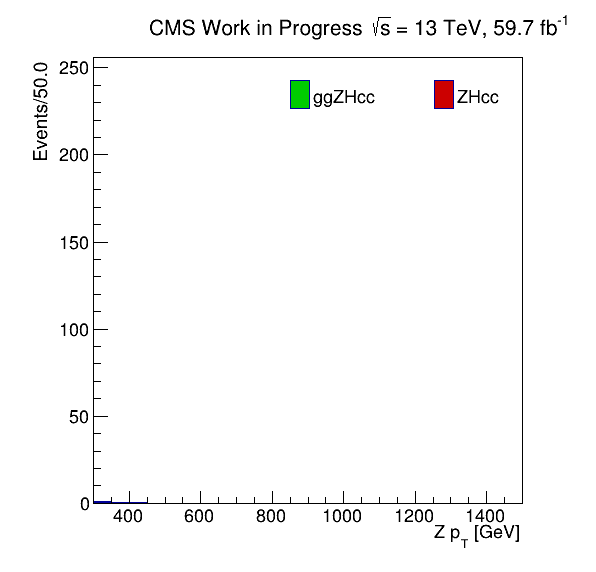 CMS Work in Progress √s = 13 TeV, 59.7 fb⁻¹
Events/50.0
250
200
150
100
50
0
ggZHcc
ZHcc
400 600 800 1000 1200 1400
Z p_T [GeV]